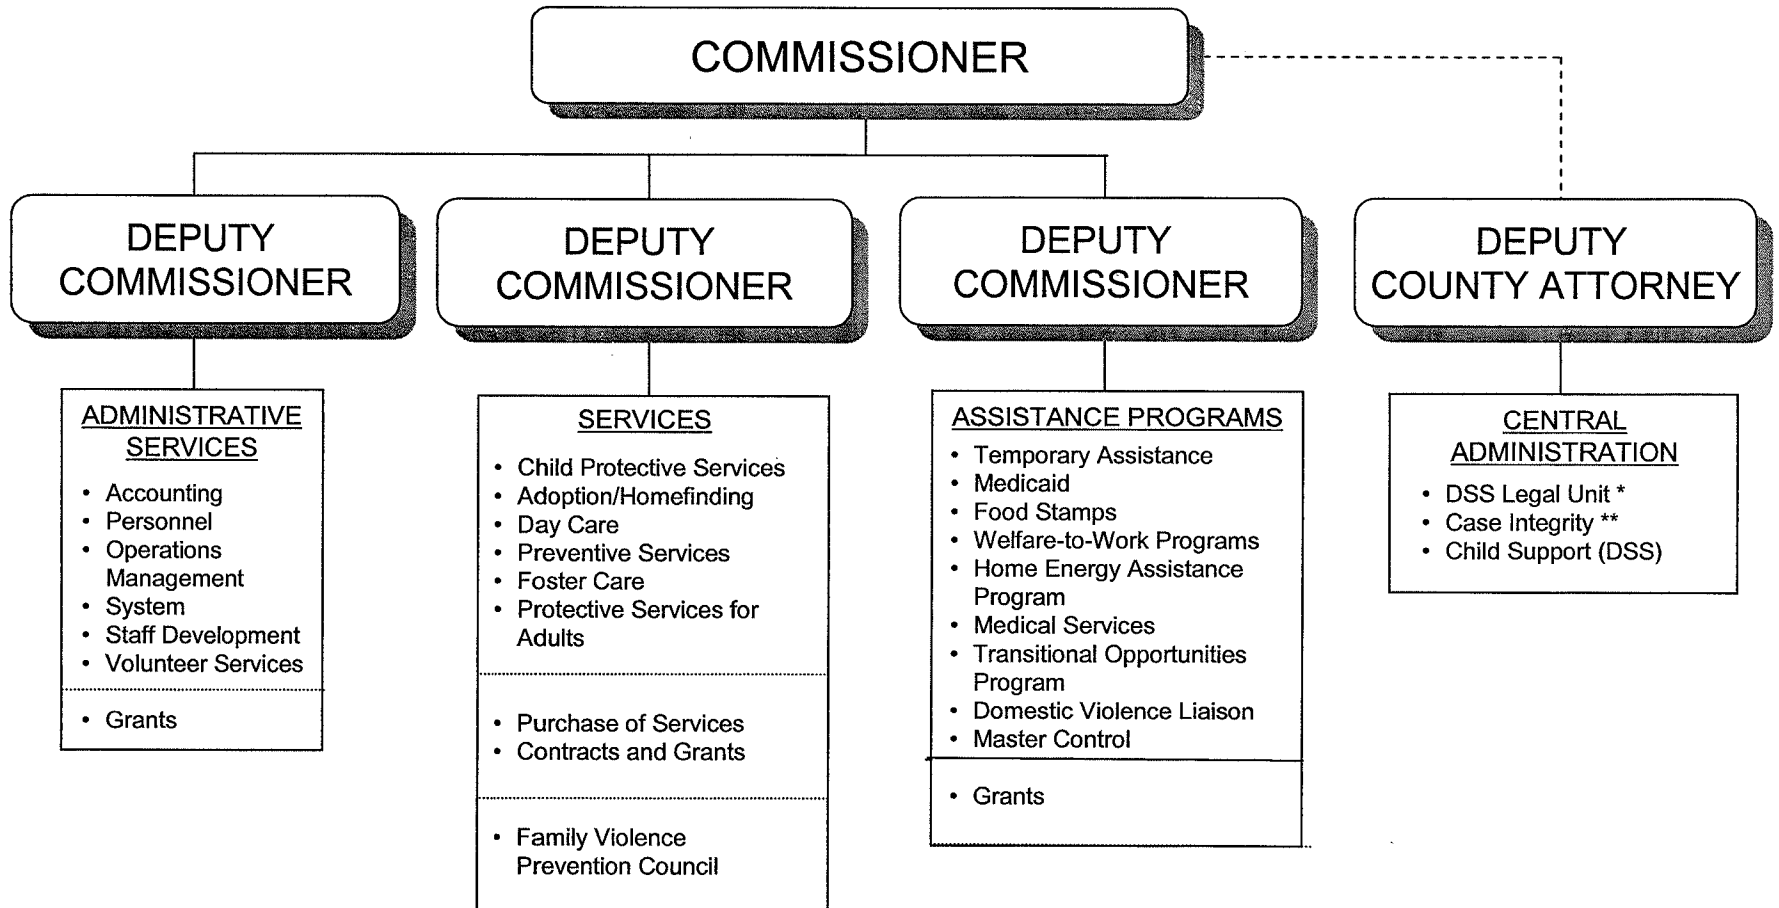 COMMISSIONER
DEPUTY
COMMISSIONER
DEPUTY
COMMISSIONER
DEPUTY
COMMISSIONER
DEPUTY
COUNTY ATTORNEY
ADMINISTRATIVE
SERVICES
• Accounting
• Personnel
• Operations
Management
• System
• Staff Development
• Volunteer Services
• Grants
SERVICES
• Child Protective Services
• Adoption/Homefinding
• Day Care
• Preventive Services
• Foster Care
• Protective Services for
Adults
• Purchase of Services
• Contracts and Grants
• Family Violence
Prevention Council
ASSISTANCE PROGRAMS
• Temporary Assistance
• Medicaid
• Food Stamps
• Welfare-to-Work Programs
• Home Energy Assistance
Program
• Medical Services
• Transitional Opportunities
Program
• Domestic Violence Liaison
• Master Control
• Grants
CENTRAL
ADMINISTRATION
• DSS Legal Unit *
• Case Integrity **
• Child Support (DSS)